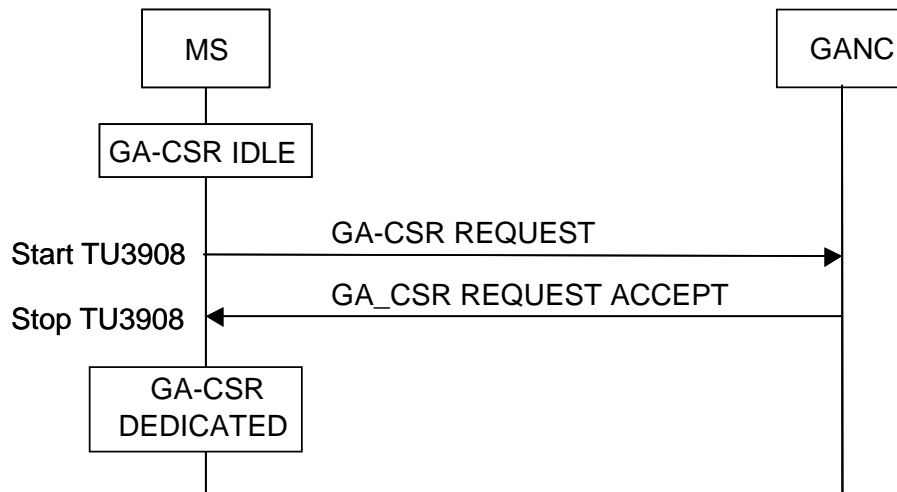 MS
GANC
GA-CSR IDLE
GA-CSR REQUEST
Start TU3908
GA_CSR REQUEST ACCEPT
Stop TU3908
GA-CSR
DEDICATED